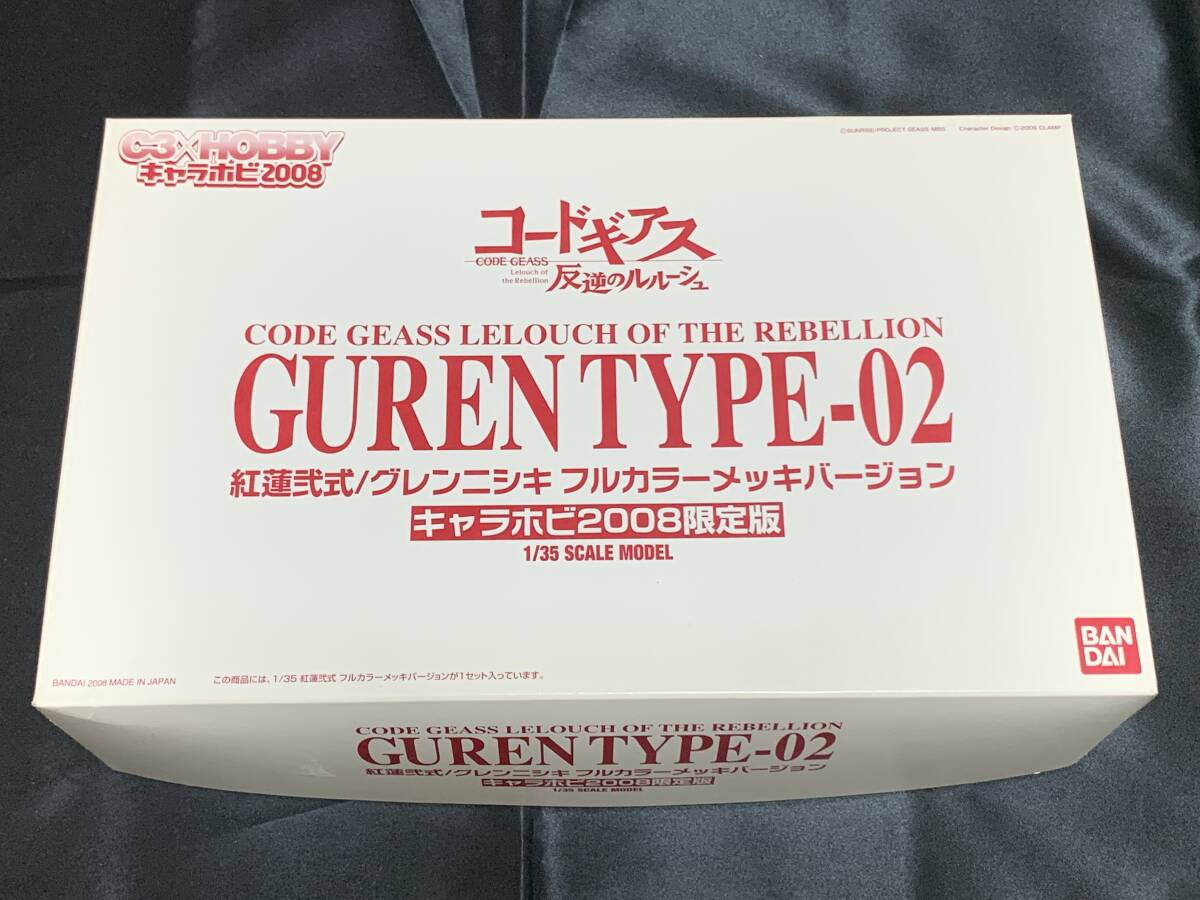 C3×HOBBY
キャラホビ2008
©SUNRISE/PROJECT GEASS・MBS Character Design ©2006 CLAMP
コードギアス
CODE GEASS
Lelouch of
the Rebellion
反逆のルルーシュ
CODE GEASS LELOUCH OF THE REBELLION
GUREN TYPE-02
紅蓮弐式/グレンニシキ フルカラーメッキバージョン
キャラホビ2008限定版
1/35 SCALE MODEL
BAN
DAI
BANDAI 2008 MADE IN JAPAN
この商品には、1/35 紅蓮弐式 フルカラーメッキバージョンが1セット入っています。
CODE GEASS LELOUCH OF THE REBELLION
GUREN TYPE-02
紅蓮弐式/グレンニシキ フルカラーメッキバージョン
キャラホビ2008限定版
1/35 SCALE MODEL